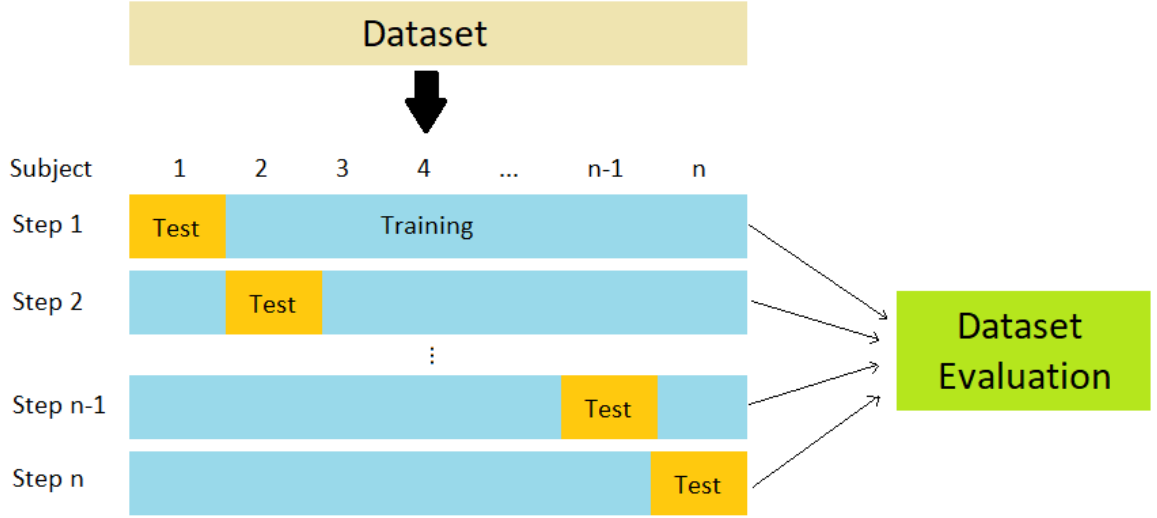 Dataset
Subject 1 2 3 4 ... n-1 n
Step 1 Test Training
Step 2 Test
⋮
Step n-1 Test
Step n Test
Dataset
Evaluation